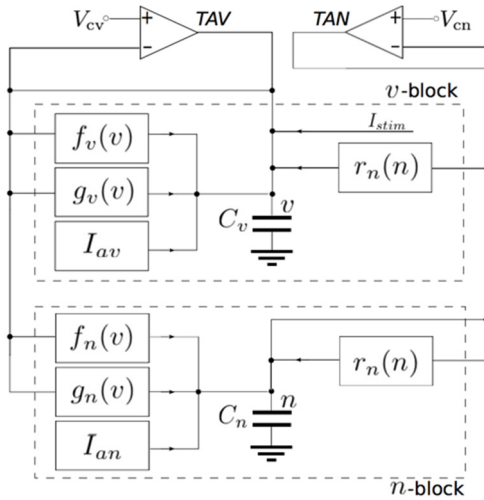 V_cv + TAV TAN + V_cn
− −
v-block
f_v(v) I_stim
g_v(v) r_n(n)
I_av C_v v
f_n(v)
g_n(v) r_n(n)
I_an C_n n
n-block